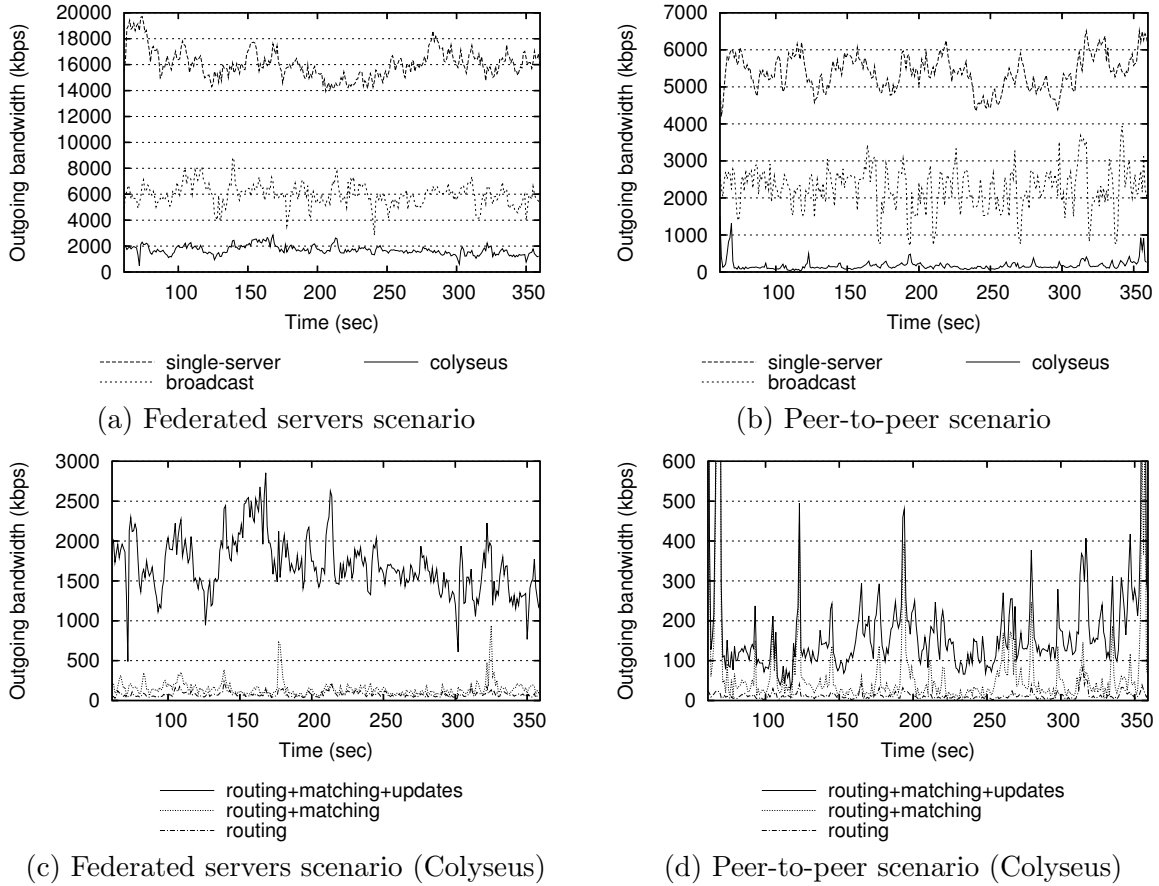 Outgoing bandwidth (kbps)
20000
18000
16000
14000
12000
10000
8000
6000
4000
2000
0
100 150 200 250 300 350
Time (sec)
single-server
broadcast
colyseus
(a) Federated servers scenario
Outgoing bandwidth (kbps)
7000
6000
5000
4000
3000
2000
1000
0
100 150 200 250 300 350
Time (sec)
single-server
broadcast
colyseus
(b) Peer-to-peer scenario
Outgoing bandwidth (kbps)
3000
2500
2000
1500
1000
500
0
100 150 200 250 300 350
Time (sec)
routing+matching+updates
routing+matching
routing
(c) Federated servers scenario (Colyseus)
Outgoing bandwidth (kbps)
600
500
400
300
200
100
0
100 150 200 250 300 350
Time (sec)
routing+matching+updates
routing+matching
routing
(d) Peer-to-peer scenario (Colyseus)